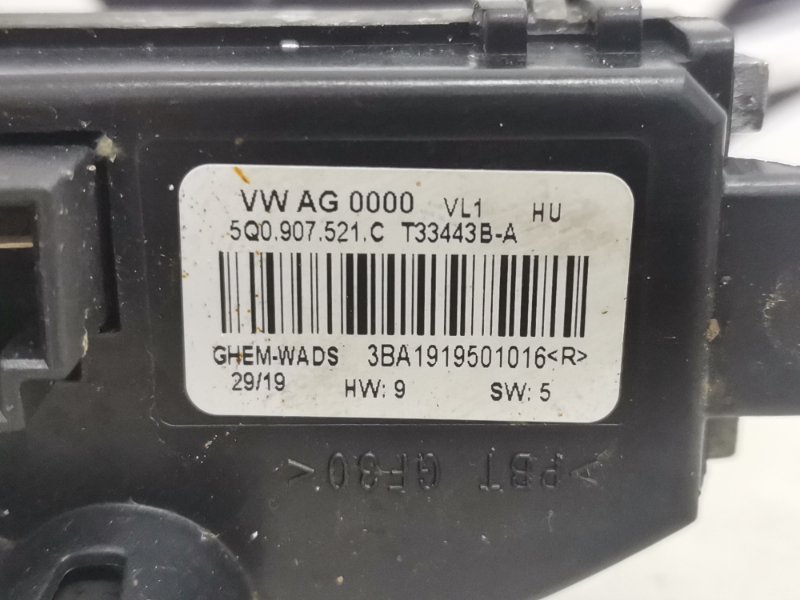 VW AG 0000 VL1 HU
5Q0.907.521.C T33443B-A
GHEM-WADS 3BA1919501016<R>
29/19 HW: 9 SW: 5
>PBT GF30<